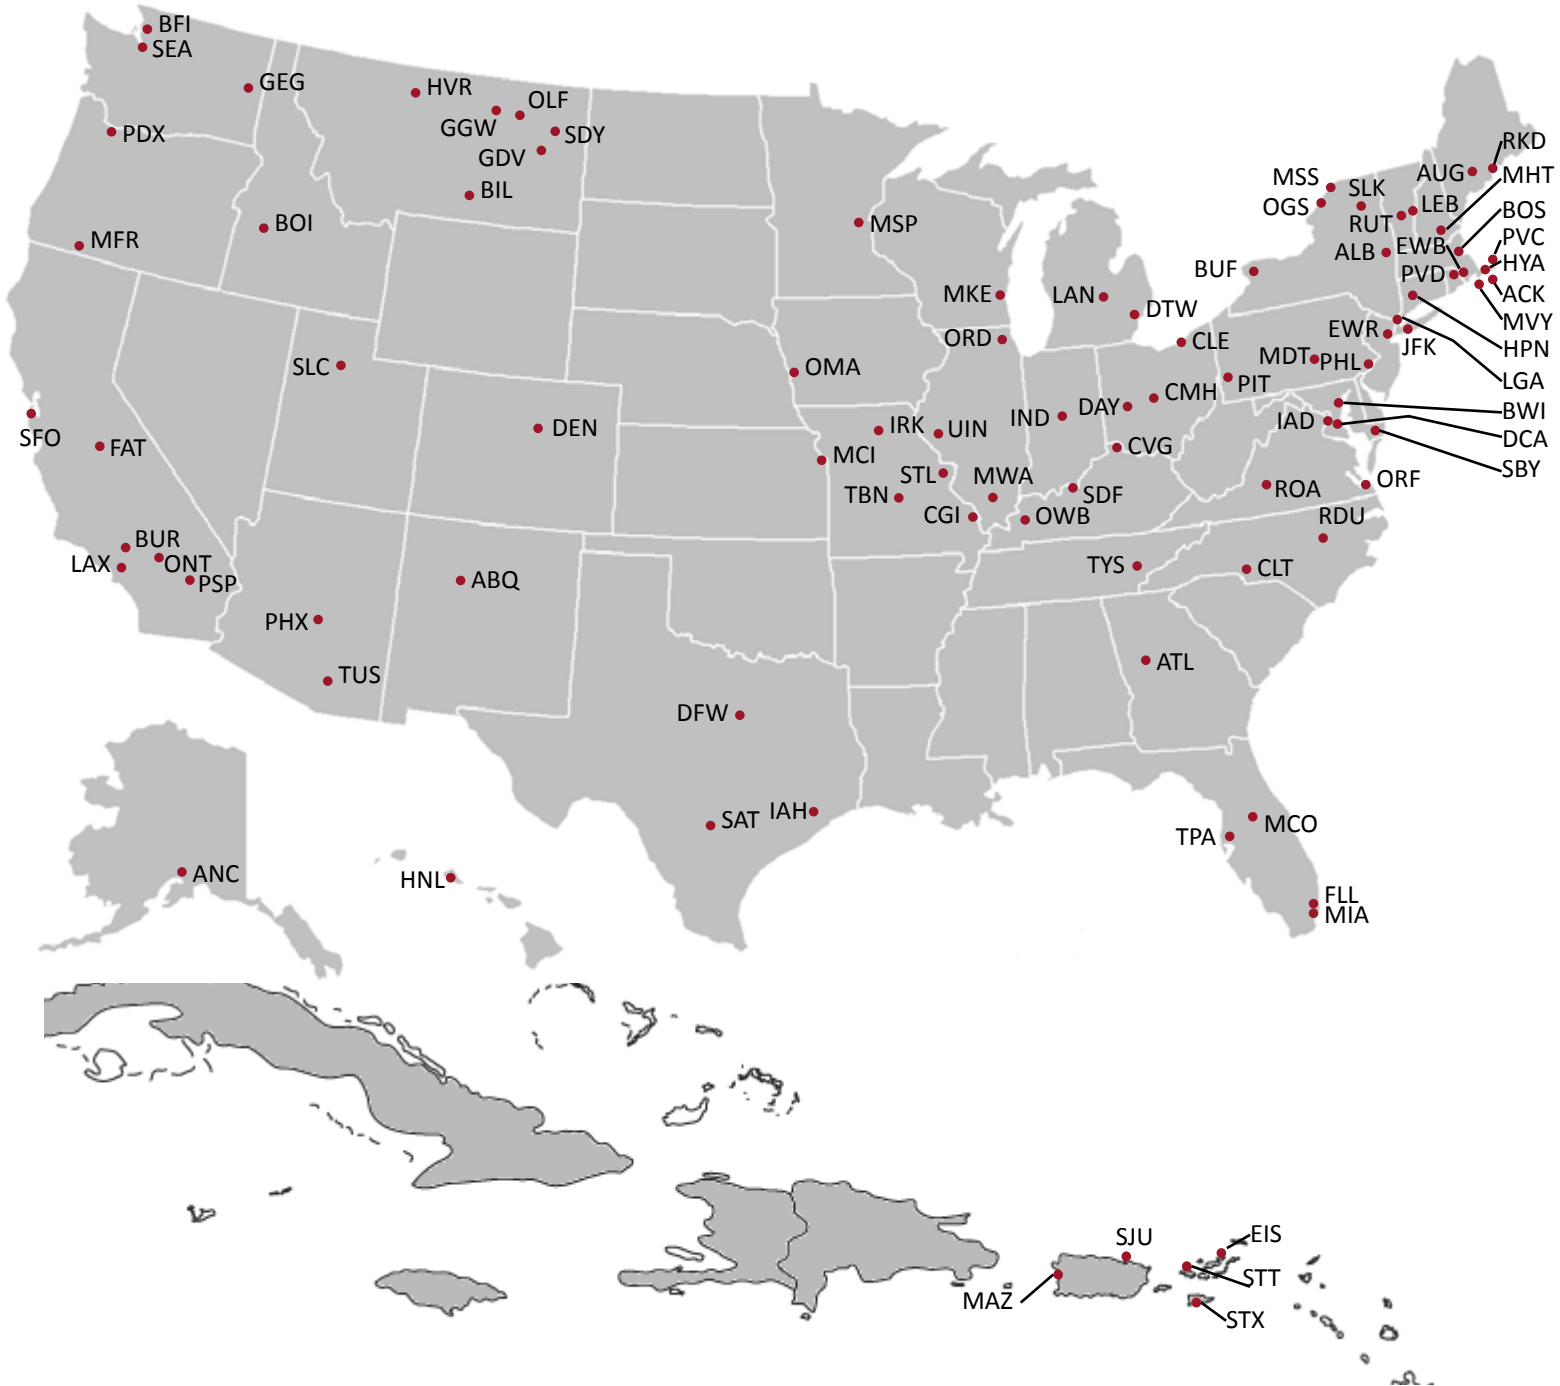 BFI
SEA
GEG
HVR
OLF
GGW
SDY
PDX
GDV
BIL
BOI
MFR
MSP
RKD
AUG
MHT
MSS
SLK
LEB
BOS
OGS
RUT
EWB
PVC
ALB
HYA
BUF
PVD
ACK
MKE
LAN
DTW
MVY
EWR
JFK
HPN
ORD
CLE
MDT
PHL
LGA
SLC
OMA
PIT
CMH
DAY
BWI
IND
IAD
DCA
SFO
DEN
IRK
UIN
CVG
SBY
FAT
MCI
STL
MWA
TBN
SDF
ROA
ORF
CGI
OWB
RDU
BUR
LAX
ONT
PSP
ABQ
TYS
CLT
PHX
TUS
ATL
DFW
SAT
IAH
MCO
TPA
ANC
HNL
FLL
MIA
SJU
EIS
STT
MAZ
STX